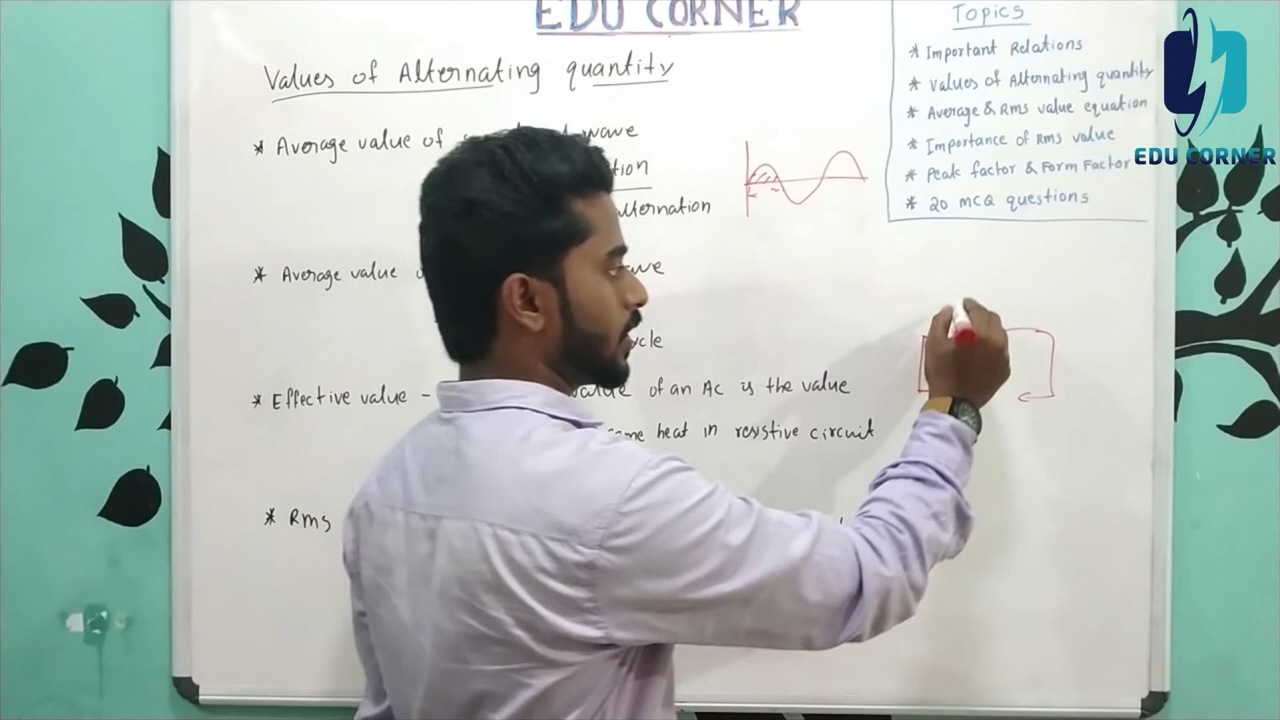 EDU CORNER
Values of Alternating quantity
* Average value of wave
alternation
* Average value
cycle
* Effective value - value of an Ac is the value
same heat in resistive circuit
* Rms
Topics
* Important Relations
* Values of Alternating quantity
* Average & Rms value equation
* Importance of Rms value
* Peak factor & Form Factor
* 20 MCQ questions
EDU CORNER